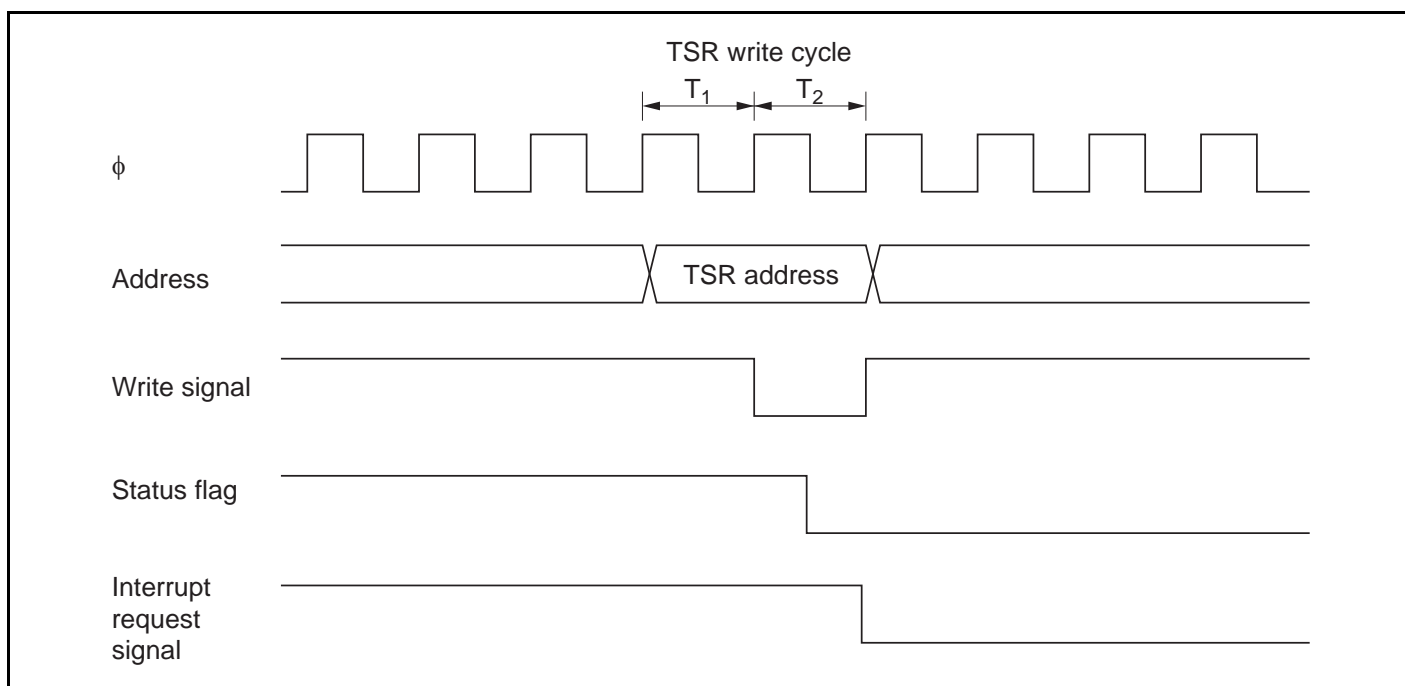 TSR write cycle
T₁ T₂
ϕ
Address
TSR address
Write signal
Status flag
Interrupt
request
signal